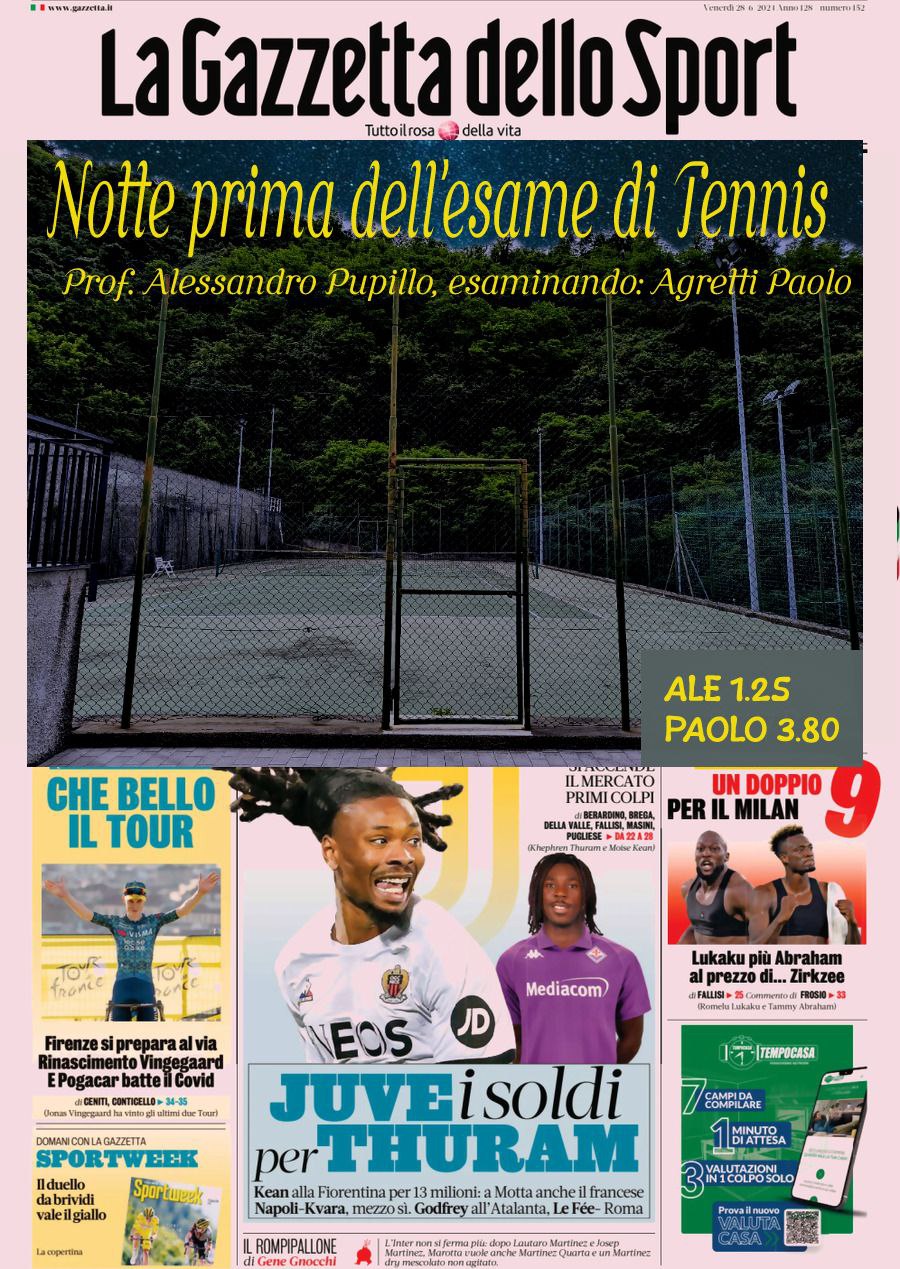 www.gazzetta.it
Venerdì 28-6-2024 Anno 128 - numero 152
La Gazzetta dello Sport
Tutto il rosa della vita
Notte prima dell'esame di Tennis
Prof. Alessandro Pupillo, esaminando: Agretti Paolo
ALE 1.25
PAOLO 3.80
CHE BELLO
IL TOUR
VISMA
TOUR
france
TOUR
france
Firenze si prepara al via
Rinascimento Vingegaard
E Pogacar batte il Covid
di CENITI, CONTICELLO ► 34-35
(Jonas Vingegaard ha vinto gli ultimi due Tour)
DOMANI CON LA GAZZETTA
SPORTWEEK
Il duello
da brividi
vale il giallo
La copertina
Sportweek
SI ACCENDE
IL MERCATO
PRIMI COLPI
di BERARDINO, BREGA,
DELLA VALLE, FALLISI, MASINI,
PUGLIESE ► DA 22 A 28
(Khephren Thuram e Moise Kean)
INEOS
JD
Mediacom
JUVE i soldi
per THURAM
Kean alla Fiorentina per 13 milioni: a Motta anche il francese
Napoli-Kvara, mezzo sì. Godfrey all'Atalanta, Le Fée- Roma
IL ROMPIPALLONE
di Gene Gnocchi
L'Inter non si ferma più: dopo Lautaro Martinez e Josep
Martinez, Marotta vuole anche Martinez Quarta e un Martinez
dry mescolato non agitato.
UN DOPPIO 9
PER IL MILAN
Lukaku più Abraham
al prezzo di... Zirkzee
di FALLISI ► 25 Commento di FROSIO ► 33
(Romelu Lukaku e Tammy Abraham)
TEMPOCASA
7 CAMPI DA
COMPILARE
1 MINUTO
DI ATTESA
3 VALUTAZIONI
IN 1 COLPO SOLO
Prova il nuovo
VALUTA
CASA